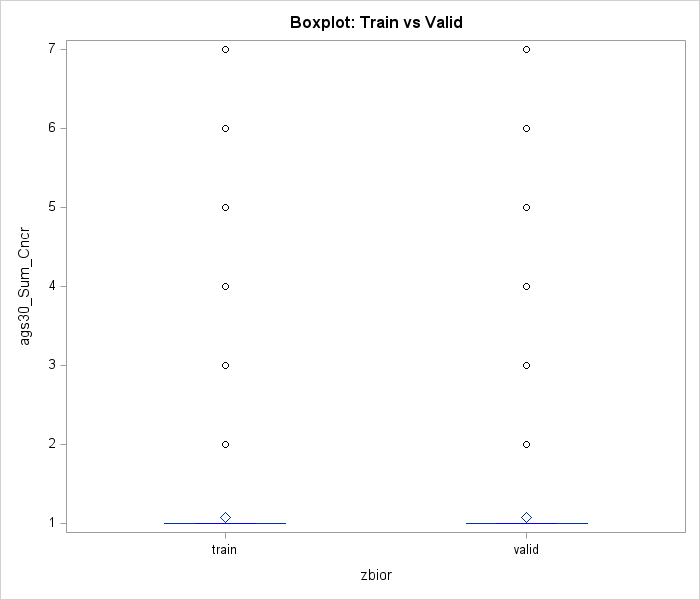 Boxplot: Train vs Valid
7
6
5
4
3
2
1
ags30_Sum_Cncr
train
valid
zbior